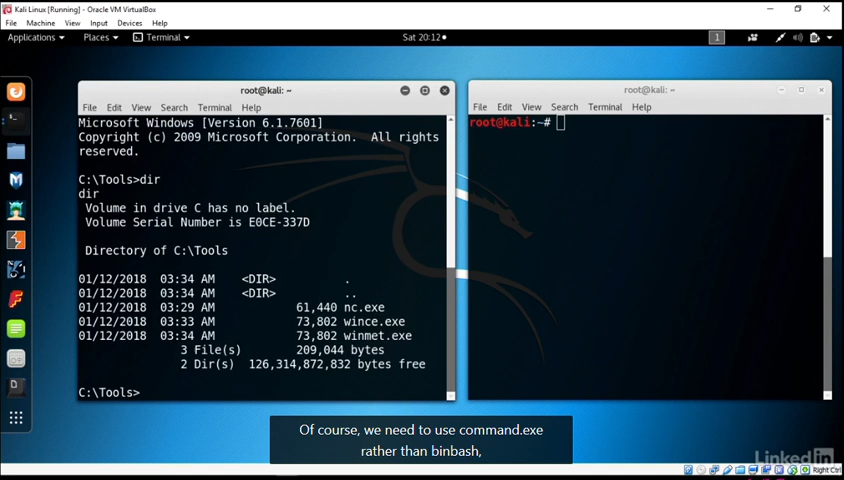 Kali Linux [Running] - Oracle VM VirtualBox
File Machine View Input Devices Help
Applications Places Terminal Sat 20:12 1
root@kali: ~
File Edit View Search Terminal Help
Microsoft Windows [Version 6.1.7601]
Copyright (c) 2009 Microsoft Corporation. All rights
reserved.
C:\Tools>dir
dir
Volume in drive C has no label.
Volume Serial Number is E0CE-337D
Directory of C:\Tools
01/12/2018 03:34 AM <DIR> .
01/12/2018 03:34 AM <DIR> ..
01/12/2018 03:29 AM 61,440 nc.exe
01/12/2018 03:33 AM 73,802 wince.exe
01/12/2018 03:34 AM 73,802 winmet.exe
3 File(s) 209,044 bytes
2 Dir(s) 126,314,872,832 bytes free
C:\Tools>
root@kali: ~
File Edit View Search Terminal Help
root@kali:~#
Of course, we need to use command.exe
rather than binbash,
LinkedIn
Right Ctrl